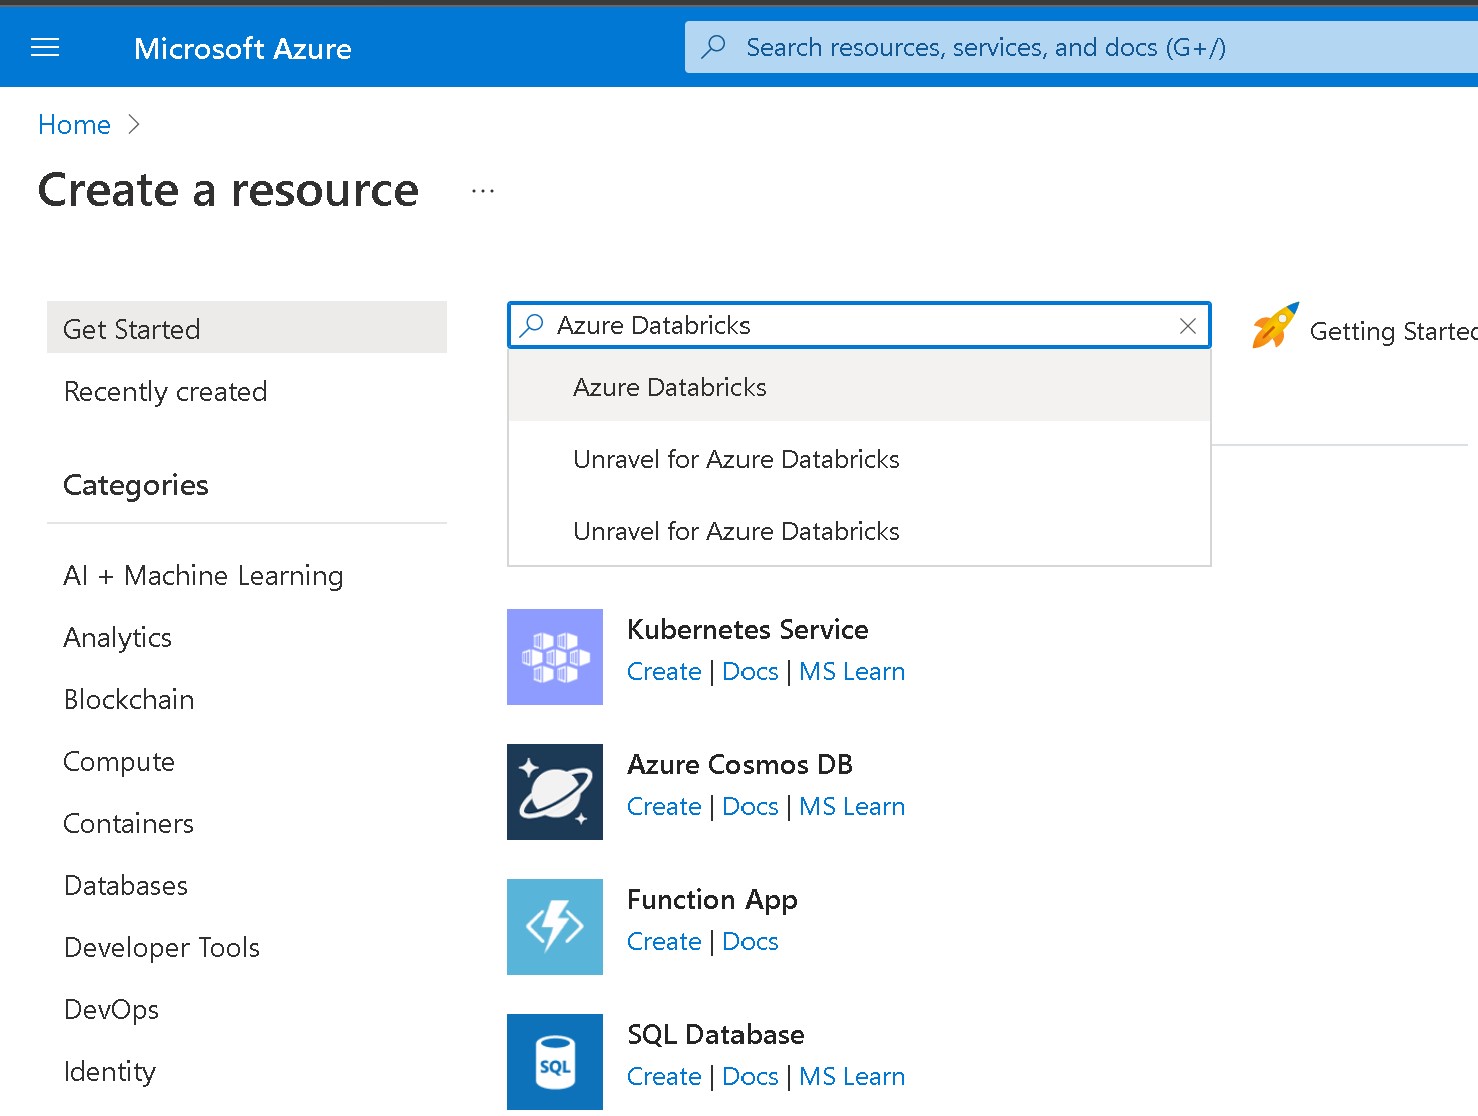 Microsoft Azure
Search resources, services, and docs (G+/)
Home
Create a resource
...
Get Started
Recently created
Categories
AI + Machine Learning
Analytics
Blockchain
Compute
Containers
Databases
Developer Tools
DevOps
Identity
Azure Databricks
Azure Databricks
Unravel for Azure Databricks
Unravel for Azure Databricks
Getting Started
Kubernetes Service
Create | Docs | MS Learn
Azure Cosmos DB
Create | Docs | MS Learn
Function App
Create | Docs
SQL
SQL Database
Create | Docs | MS Learn